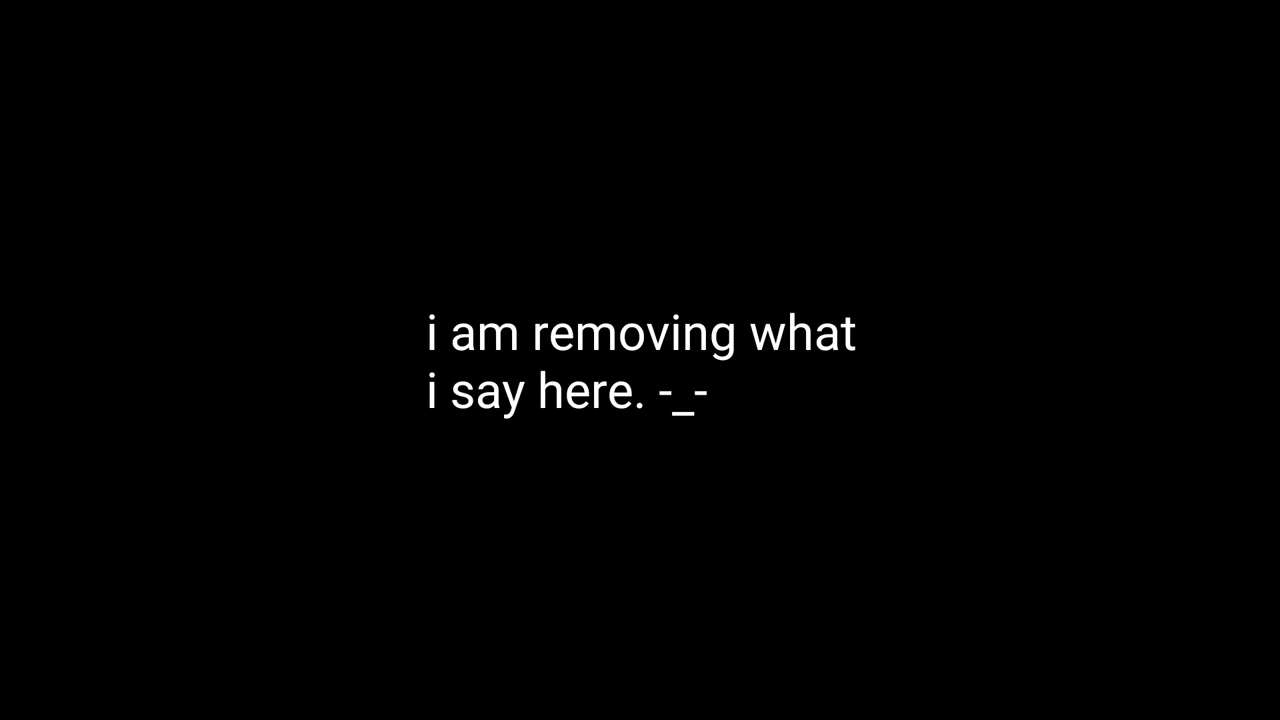 i am removing what
i say here. -_-